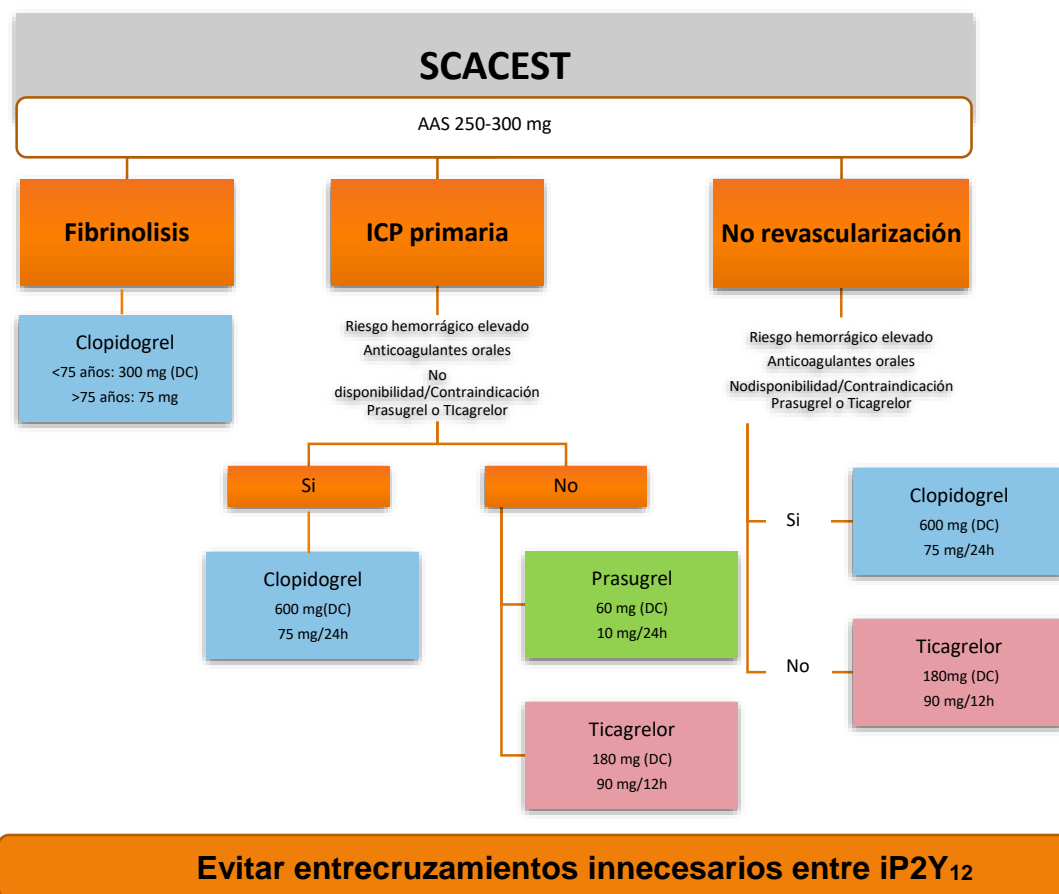 SCACEST
AAS 250-300 mg
Fibrinolisis
Clopidogrel
<75 años: 300 mg (DC)
>75 años: 75 mg
ICP primaria
Riesgo hemorrágico elevado
Anticoagulantes orales
No
disponibilidad/Contraindicación
Prasugrel o TIcagrelor
Si
Clopidogrel
600 mg(DC)
75 mg/24h
No
Prasugrel
60 mg (DC)
10 mg/24h
Ticagrelor
180 mg (DC)
90 mg/12h
No revascularización
Riesgo hemorrágico elevado
Anticoagulantes orales
Nodisponibilidad/Contraindicación
Prasugrel o Ticagrelor
Si
Clopidogrel
600 mg (DC)
75 mg/24h
No
Ticagrelor
180mg (DC)
90 mg/12h
Evitar entrecruzamientos innecesarios entre iP2Y₁₂